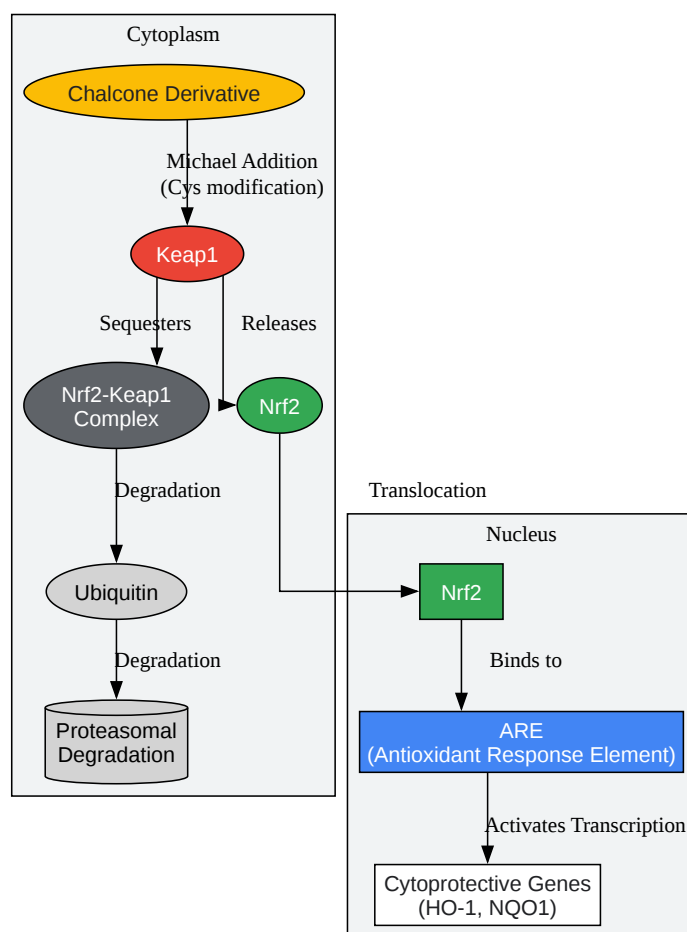 Cytoplasm
Chalcone Derivative
Michael Addition
(Cys modification)
Keap1
Sequesters
Releases
Nrf2-Keap1
Complex
Nrf2
Degradation
Translocation
Nucleus
Ubiquitin
Nrf2
Degradation
Binds to
Proteasomal
Degradation
ARE
(Antioxidant Response Element)
Activates Transcription
Cytoprotective Genes
(HO-1, NQO1)